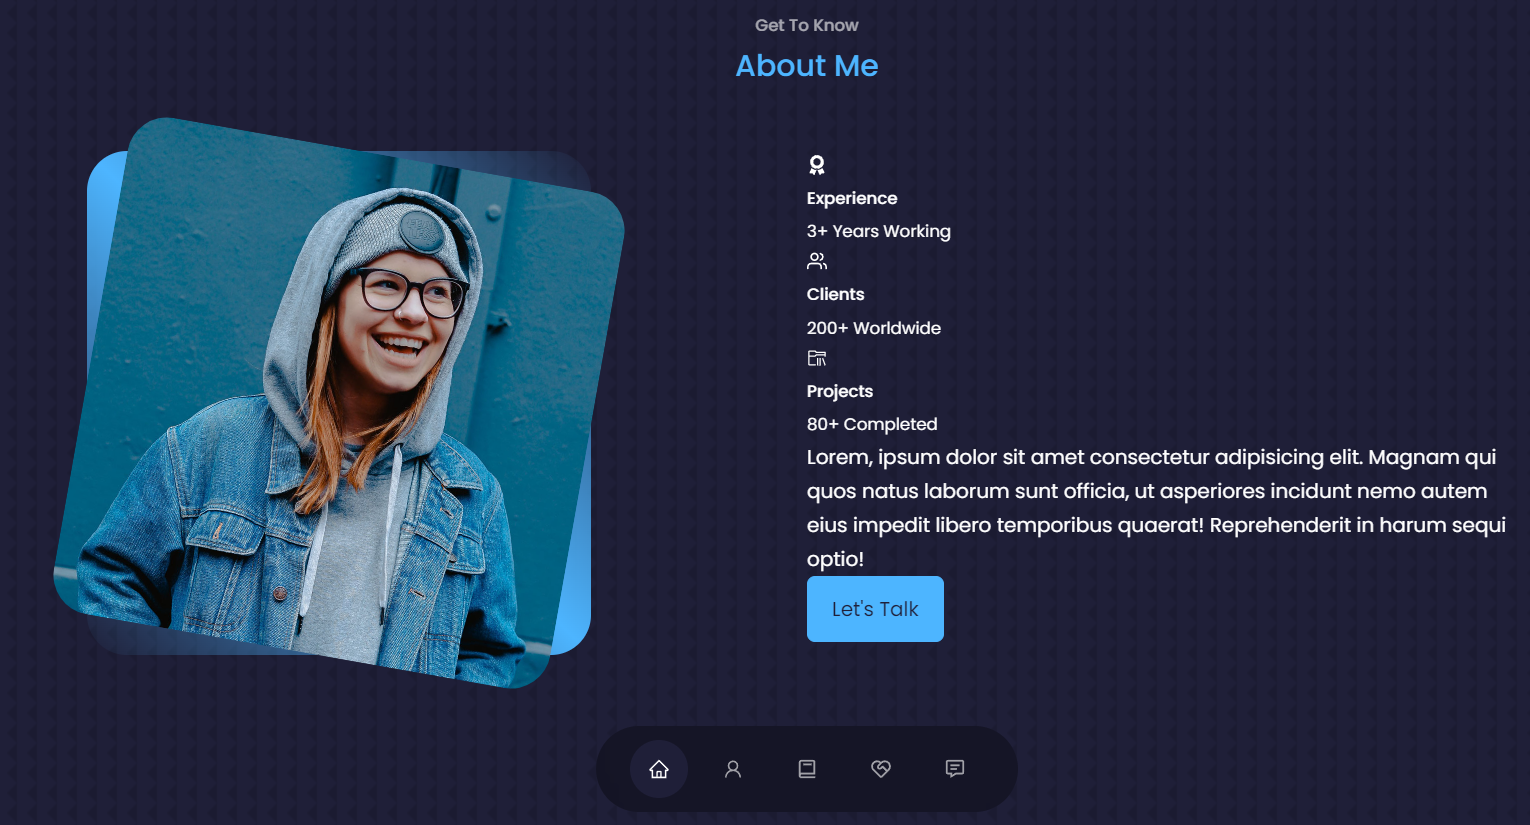 Get To Know
About Me
Experience
3+ Years Working
Clients
200+ Worldwide
Projects
80+ Completed
Lorem, ipsum dolor sit amet consectetur adipisicing elit. Magnam qui
quos natus laborum sunt officia, ut asperiores incidunt nemo autem
eius impedit libero temporibus quaerat! Reprehenderit in harum sequi
optio!
Let's Talk